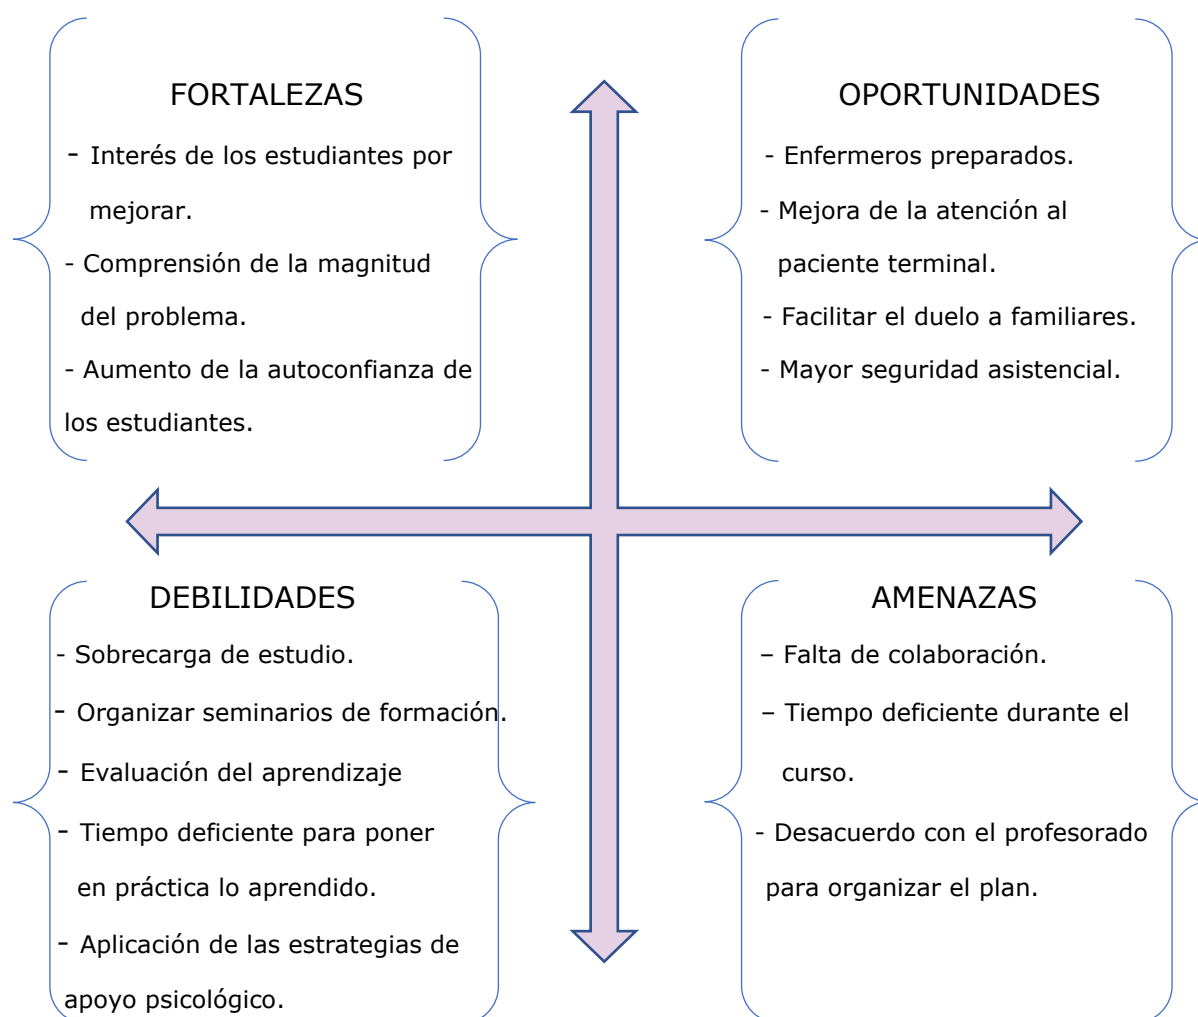 FORTALEZAS
- Interés de los estudiantes por
mejorar.
- Comprensión de la magnitud
del problema.
- Aumento de la autoconfianza de
los estudiantes.
OPORTUNIDADES
- Enfermeros preparados.
- Mejora de la atención al
paciente terminal.
- Facilitar el duelo a familiares.
- Mayor seguridad asistencial.
DEBILIDADES
- Sobrecarga de estudio.
- Organizar seminarios de formación.
- Evaluación del aprendizaje
- Tiempo deficiente para poner
en práctica lo aprendido.
- Aplicación de las estrategias de
apoyo psicológico.
AMENAZAS
– Falta de colaboración.
– Tiempo deficiente durante el
curso.
- Desacuerdo con el profesorado
para organizar el plan.